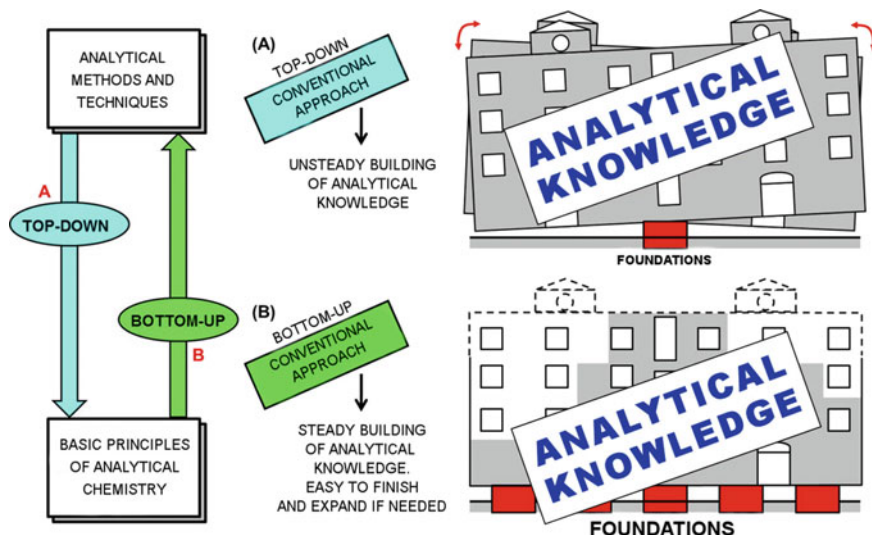 ANALYTICAL
METHODS AND
TECHNIQUES
A
TOP-DOWN
BOTTOM-UP
B
BASIC PRINCIPLES
OF ANALYTICAL
CHEMISTRY
(A)
TOP-DOWN
CONVENTIONAL
APPROACH
UNSTEADY BUILDING
OF ANALYTICAL
KNOWLEDGE
ANALYTICAL
KNOWLEDGE
FOUNDATIONS
(B)
BOTTOM-UP
CONVENTIONAL
APPROACH
STEADY BUILDING
OF ANALYTICAL
KNOWLEDGE.
EASY TO FINISH
AND EXPAND IF NEEDED
ANALYTICAL
KNOWLEDGE
FOUNDATIONS